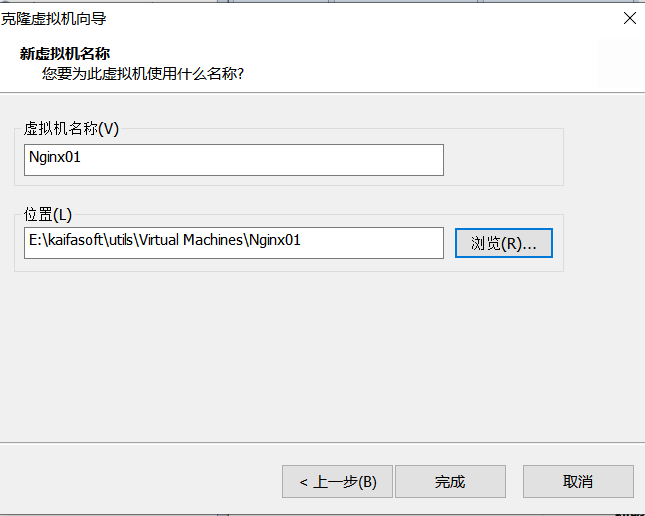 克隆虚拟机向导
新虚拟机名称
您要为此虚拟机使用什么名称?
虚拟机名称(V)
Nginx01
位置(L)
E:\kaifasoft\utils\Virtual Machines\Nginx01
浏览(R)...
< 上一步(B)
完成
取消